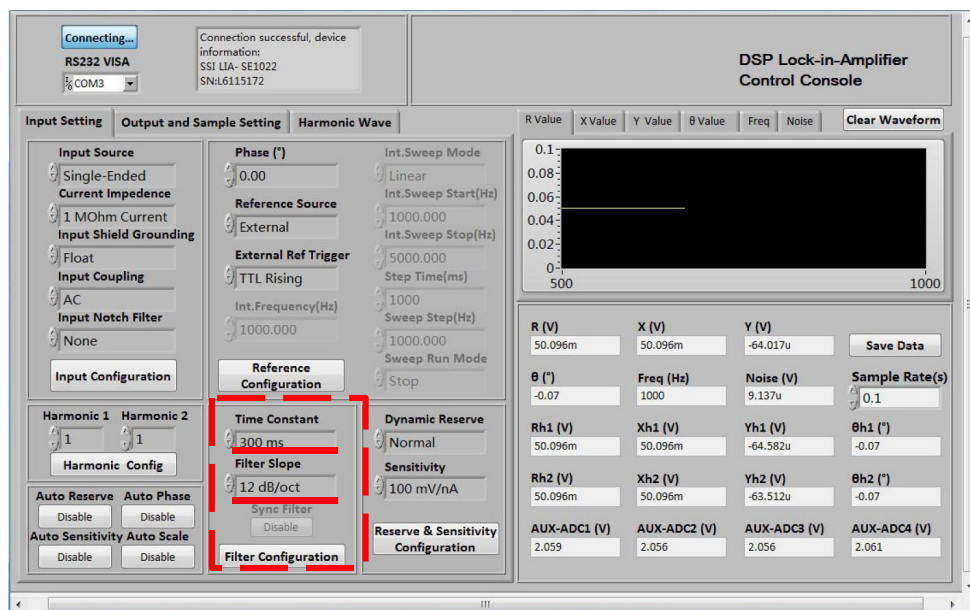 Connecting...
RS232 VISA
COM3
Connection successful, device
information:
SSI LIA- SE1022
SN:L6115172
DSP Lock-in-Amplifier
Control Console
Input Setting
Output and Sample Setting
Harmonic Wave
Input Source
Single-Ended
Current Impedence
1 MOhm Current
Input Shield Grounding
Float
Input Coupling
AC
Input Notch Filter
None
Input Configuration
Phase (°)
0.00
Reference Source
External
External Ref Trigger
TTL Rising
Int.Frequency(Hz)
1000.000
Reference
Configuration
Int.Sweep Mode
Linear
Int.Sweep Start(Hz)
1000.000
Int.Sweep Stop(Hz)
5000.000
Step Time(ms)
1000
Sweep Step(Hz)
1000.000
Sweep Run Mode
Stop
Harmonic 1 Harmonic 2
1 1
Harmonic Config
Auto Reserve Auto Phase
Disable Disable
Auto Sensitivity Auto Scale
Disable Disable
Time Constant
300 ms
Filter Slope
12 dB/oct
Sync Filter
Disable
Filter Configuration
Dynamic Reserve
Normal
Sensitivity
100 mV/nA
Reserve & Sensitivity
Configuration
R Value X Value Y Value θ Value Freq Noise
Clear Waveform
0.1
0.08
0.06
0.04
0.02
0
500 1000
R (V) X (V) Y (V)
50.096m 50.096m -64.017u
Save Data
θ (°) Freq (Hz) Noise (V) Sample Rate(s)
-0.07 1000 9.137u 0.1
Rh1 (V) Xh1 (V) Yh1 (V) θh1 (°)
50.096m 50.096m -64.582u -0.07
Rh2 (V) Xh2 (V) Yh2 (V) θh2 (°)
50.096m 50.096m -63.512u -0.07
AUX-ADC1 (V) AUX-ADC2 (V) AUX-ADC3 (V) AUX-ADC4 (V)
2.059 2.056 2.056 2.061